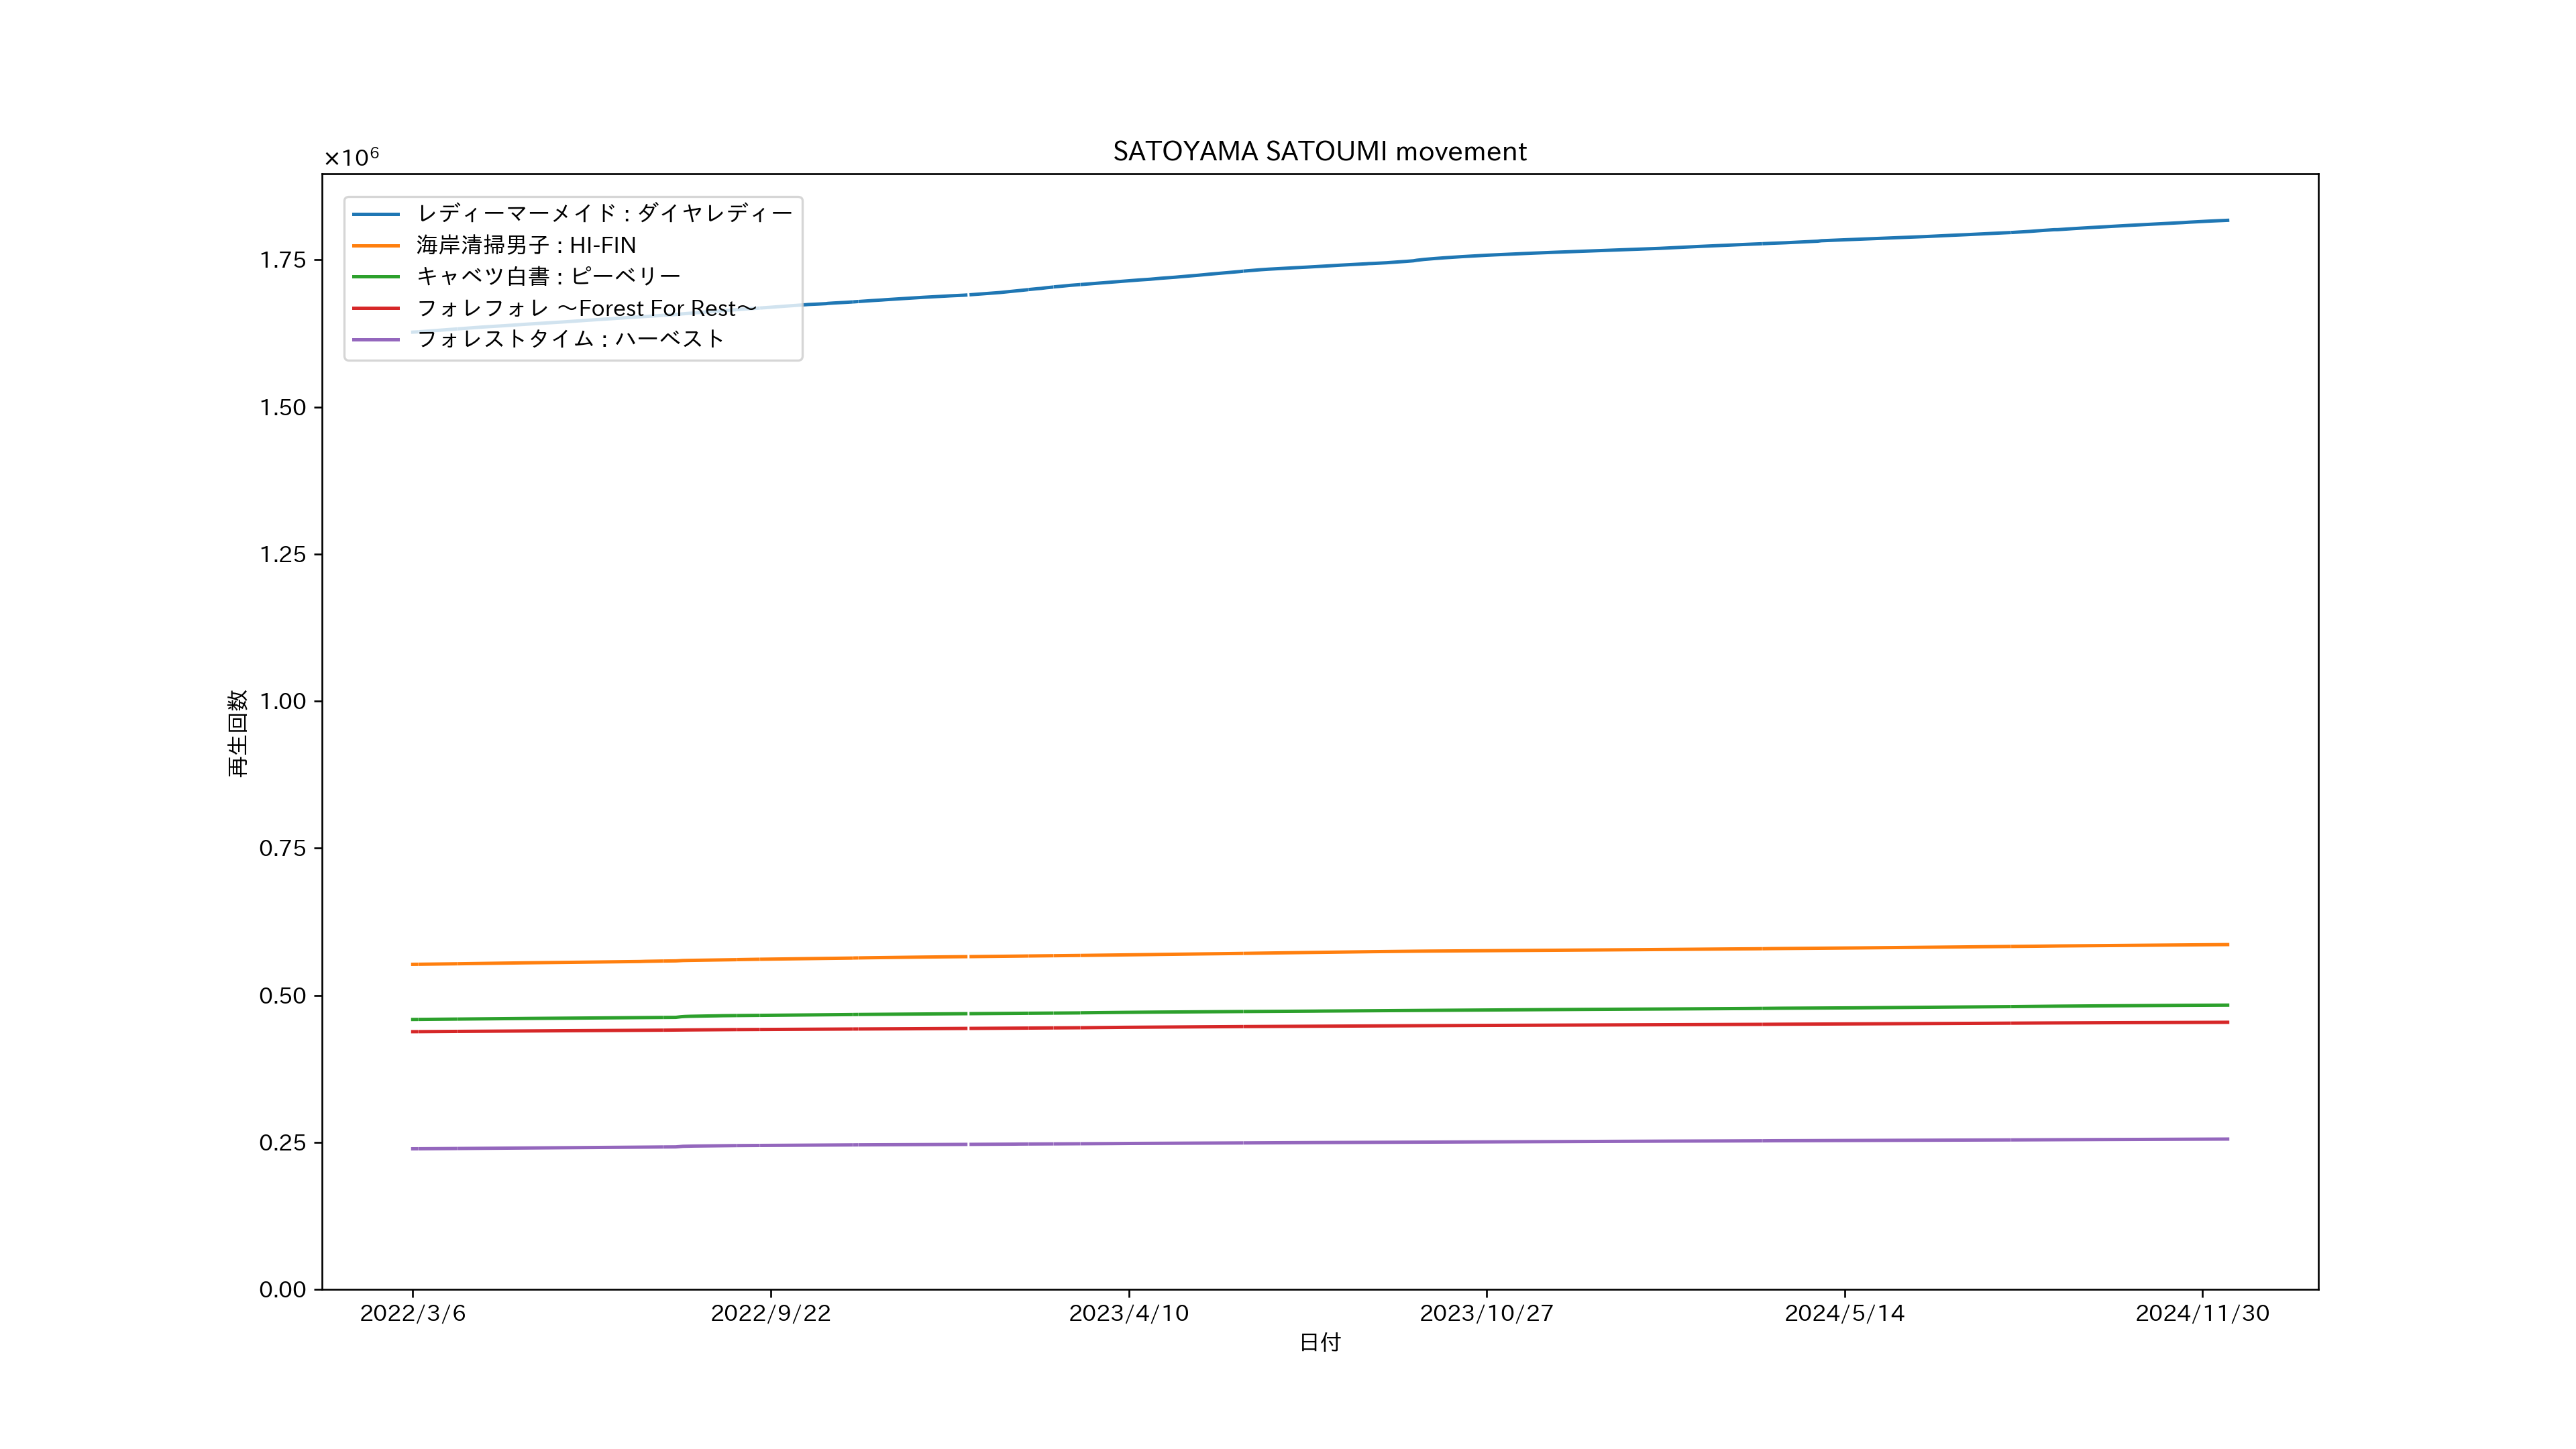 SATOYAMA SATOUMI movement
×10⁶
レディーマーメイド : ダイヤレディー
海岸清掃男子 : HI-FIN
キャベツ白書 : ピーベリー
フォレフォレ 〜Forest For Rest〜
フォレストタイム : ハーベスト
1.75
1.50
1.25
1.00
0.75
0.50
0.25
0.00
再生回数
2022/3/6 2022/9/22 2023/4/10 2023/10/27 2024/5/14 2024/11/30
日付